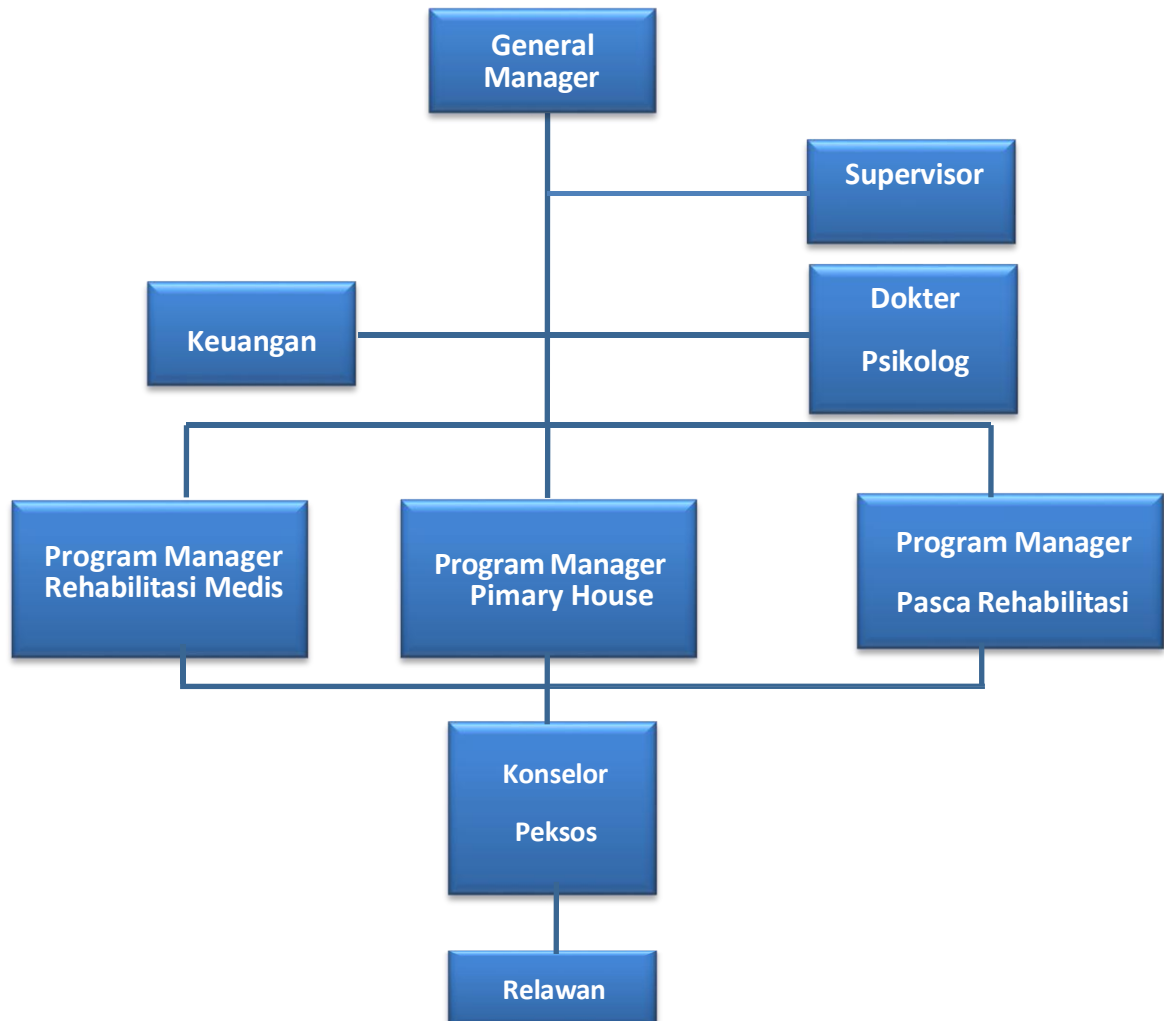 General
Manager
Supervisor
Keuangan
Dokter
Psikolog
Program Manager
Rehabilitasi Medis
Program Manager
Pimary House
Program Manager
Pasca Rehabilitasi
Konselor
Peksos
Relawan